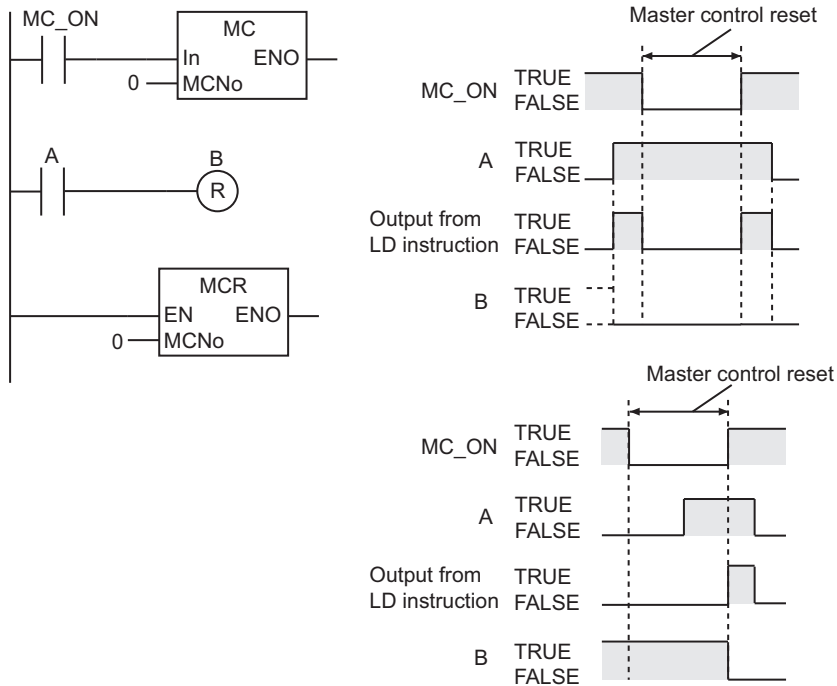 MC_ON
MC
In ENO
0 MCNo
A B
R
MCR
EN ENO
0 MCNo
Master control reset
MC_ON TRUE
FALSE
A TRUE
FALSE
Output from TRUE
LD instruction FALSE
B TRUE
FALSE
Master control reset
MC_ON TRUE
FALSE
A TRUE
FALSE
Output from TRUE
LD instruction FALSE
B TRUE
FALSE